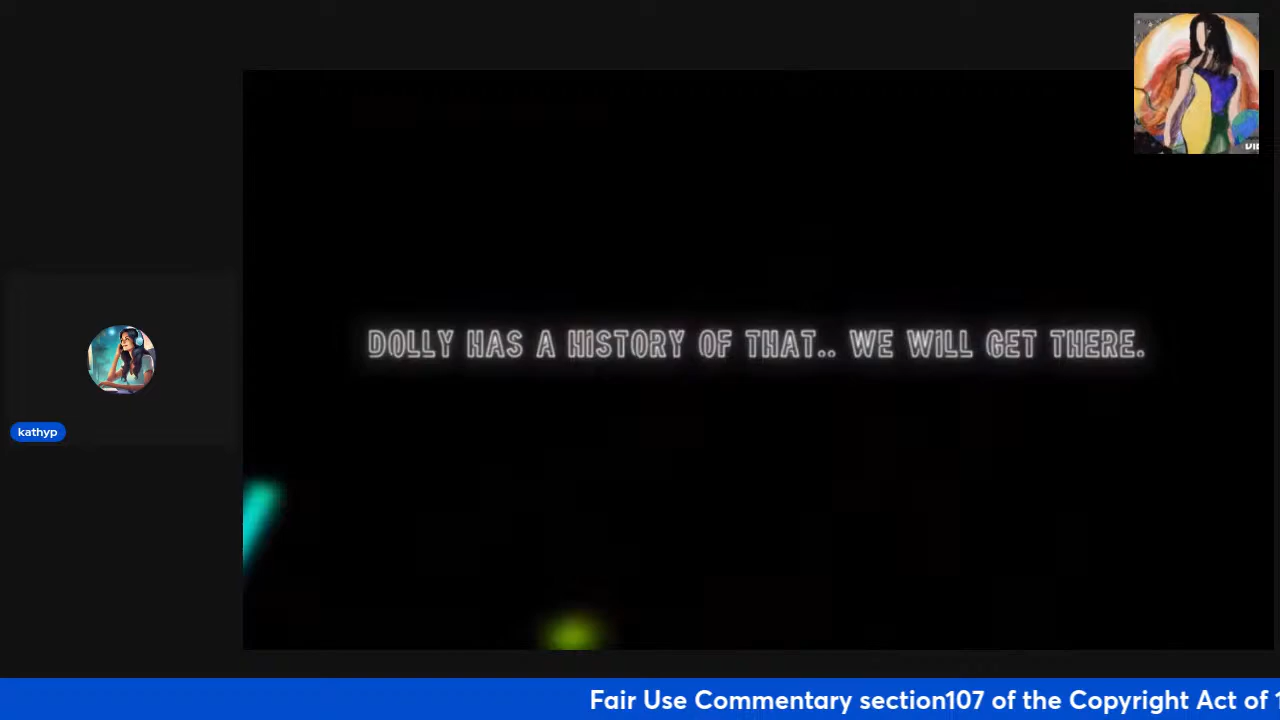 DOLLY HAS A HISTORY OF THAT.. WE WILL GET THERE.
kathyp
Fair Use Commentary section107 of the Copyright Act of